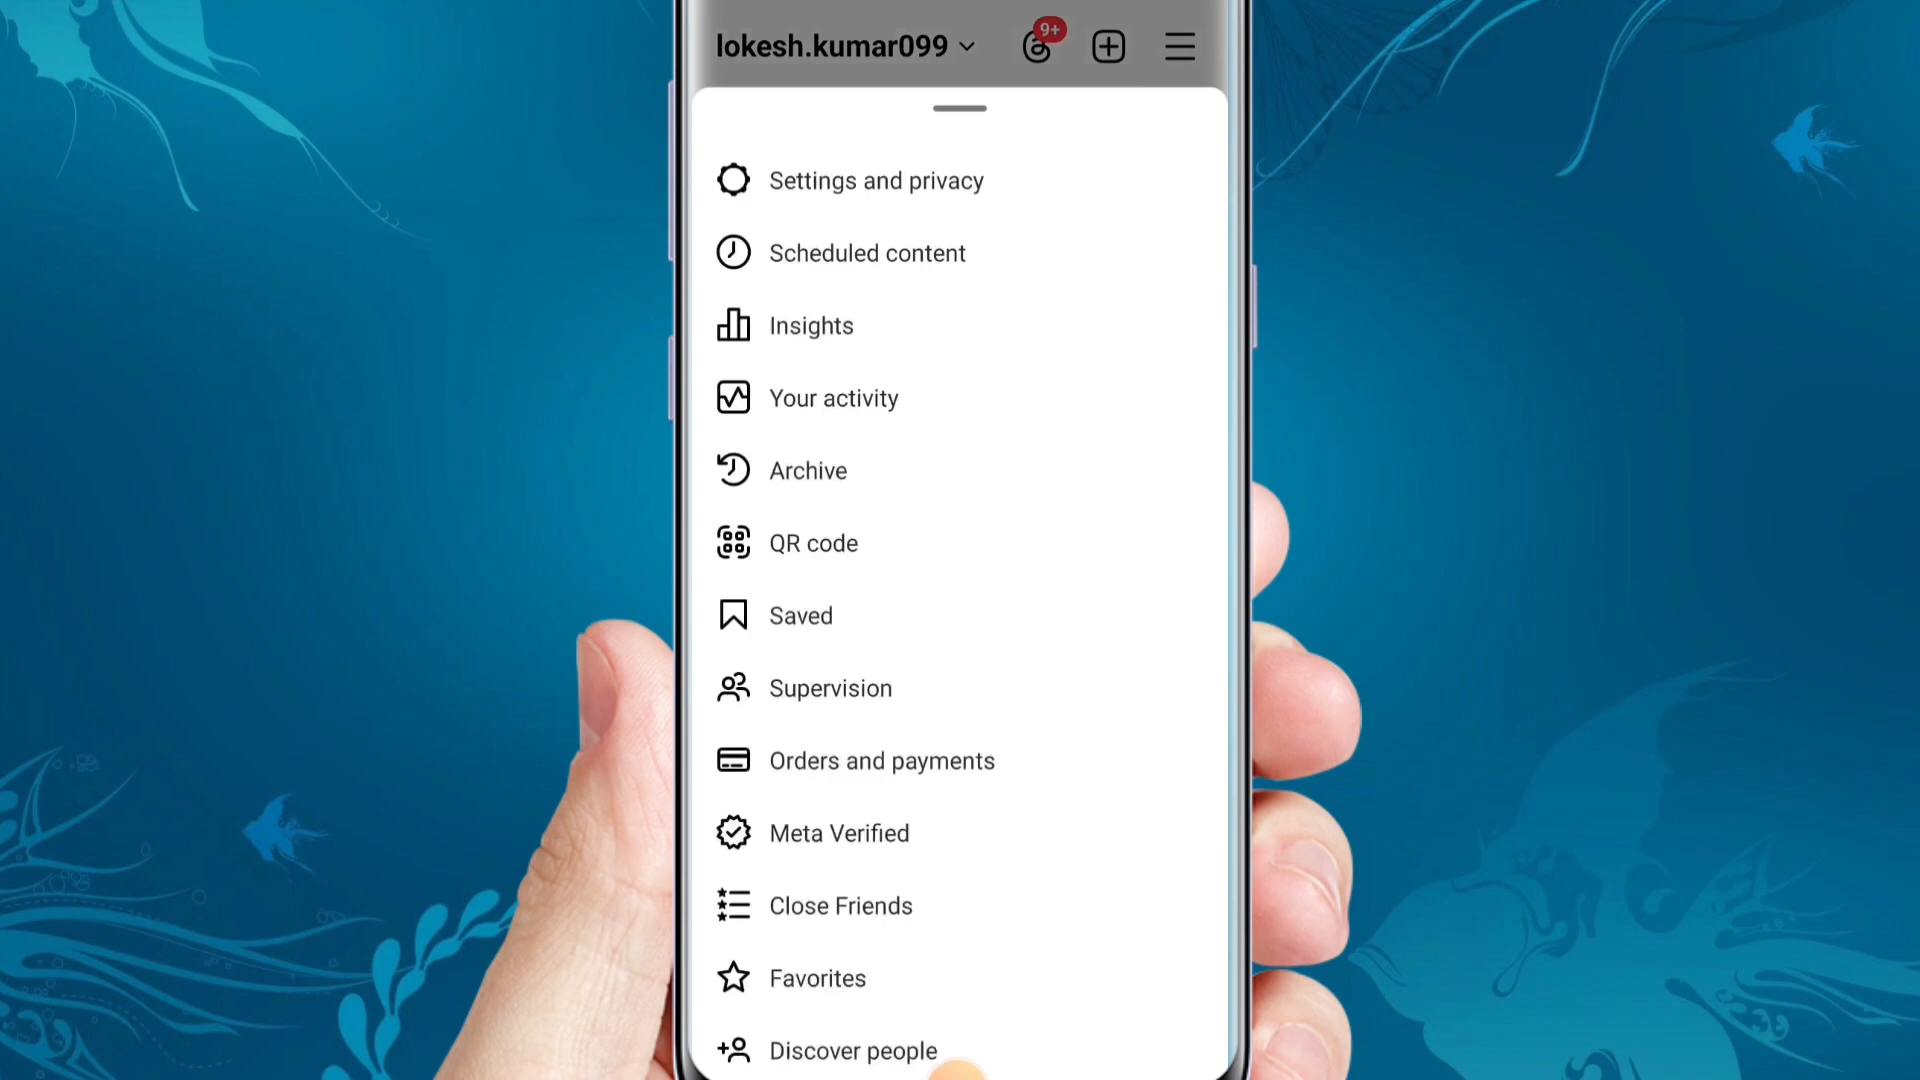 lokesh.kumar099
9+
Settings and privacy
Scheduled content
Insights
Your activity
Archive
QR code
Saved
Supervision
Orders and payments
Meta Verified
Close Friends
Favorites
Discover people